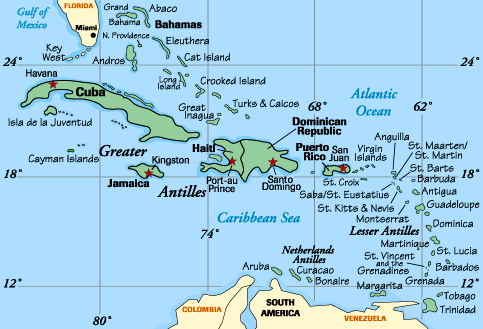 FLORIDA
Gulf of
Mexico
Miami
Grand
Bahama
Abaco
Bahamas
N. Providence
Eleuthera
Key
West
Andros
Cat Island
24°
24°
Havana
Long
Island
Crooked Island
Cuba
Atlantic
Ocean
Great
Inagua
Turks & Caicos
68°
62°
Isla de la Juventud
Dominican
Republic
Anguilla
St. Maarten/
St. Martin
Greater
Haiti
Puerto
Rico
San
Juan
Virgin
Islands
St. Barts
Cayman Islands
Kingston
18°
18°
Barbuda
Jamaica
Antilles
Port-au
Prince
Santo
Domingo
St. Croix
Saba/St. Eustatius
Antigua
St. Kitts & Nevis
Guadeloupe
Montserrat
Caribbean Sea
Lesser Antilles
Dominica
74°
Martinique
Netherlands
Antilles
St. Vincent
and the
Grenadines
St. Lucia
Aruba
Curacao
Bonaire
Barbados
Grenada
12°
12°
Margarita
Tobago
Trinidad
COLOMBIA
SOUTH
AMERICA
VENEZUELA
80°